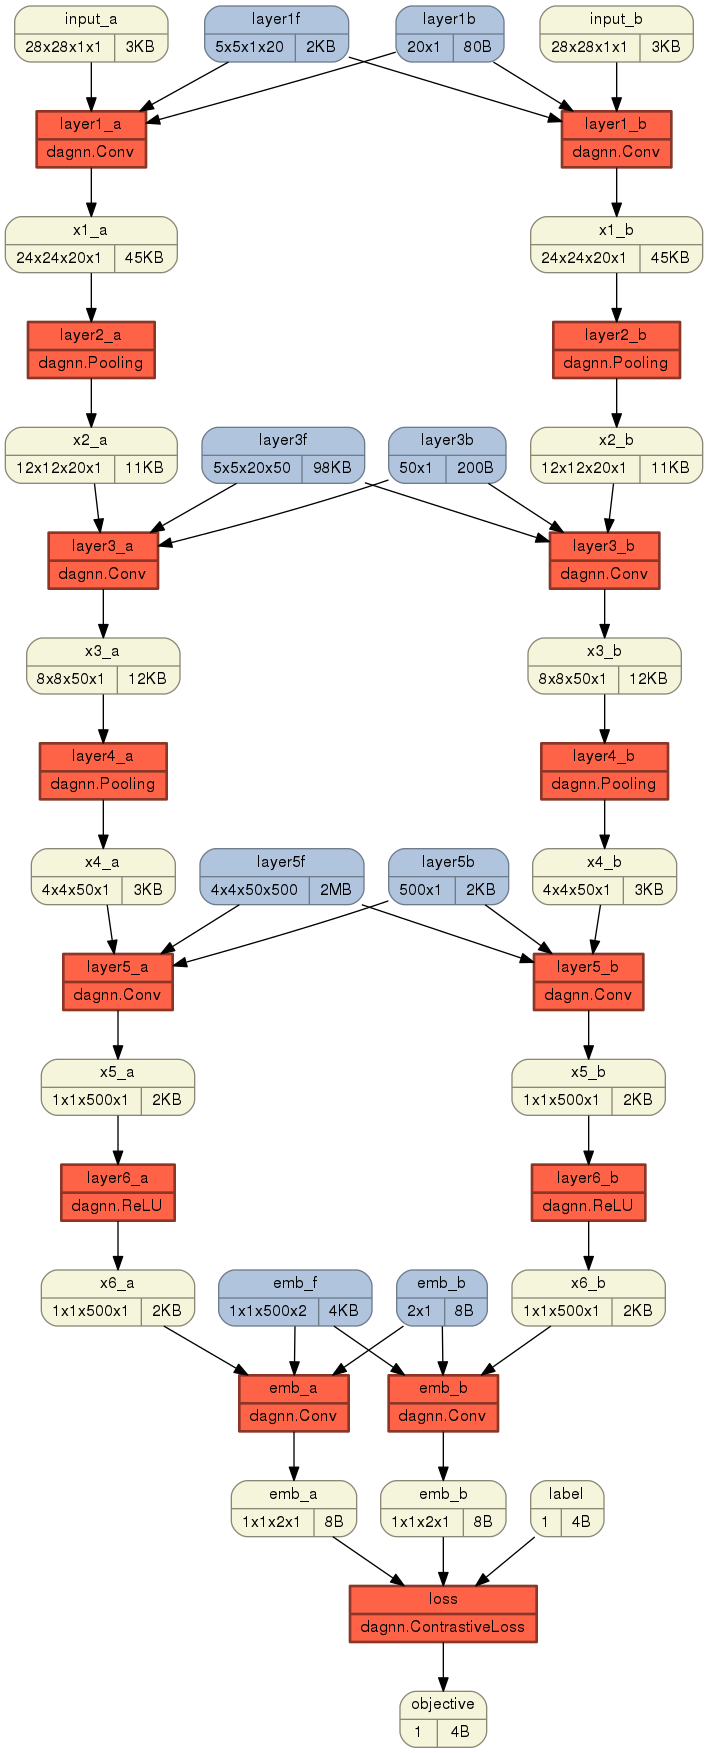 input_a layer1f layer1b input_b
28x28x1x1 3KB 5x5x1x20 2KB 20x1 80B 28x28x1x1 3KB
layer1_a layer1_b
dagnn.Conv dagnn.Conv
x1_a x1_b
24x24x20x1 45KB 24x24x20x1 45KB
layer2_a layer2_b
dagnn.Pooling dagnn.Pooling
x2_a layer3f layer3b x2_b
12x12x20x1 11KB 5x5x20x50 98KB 50x1 200B 12x12x20x1 11KB
layer3_a layer3_b
dagnn.Conv dagnn.Conv
x3_a x3_b
8x8x50x1 12KB 8x8x50x1 12KB
layer4_a layer4_b
dagnn.Pooling dagnn.Pooling
x4_a layer5f layer5b x4_b
4x4x50x1 3KB 4x4x50x500 2MB 500x1 2KB 4x4x50x1 3KB
layer5_a layer5_b
dagnn.Conv dagnn.Conv
x5_a x5_b
1x1x500x1 2KB 1x1x500x1 2KB
layer6_a layer6_b
dagnn.ReLU dagnn.ReLU
x6_a emb_f emb_b x6_b
1x1x500x1 2KB 1x1x500x2 4KB 2x1 8B 1x1x500x1 2KB
emb_a emb_b
dagnn.Conv dagnn.Conv
emb_a emb_b label
1x1x2x1 8B 1x1x2x1 8B 1 4B
loss
dagnn.ContrastiveLoss
objective
1 4B